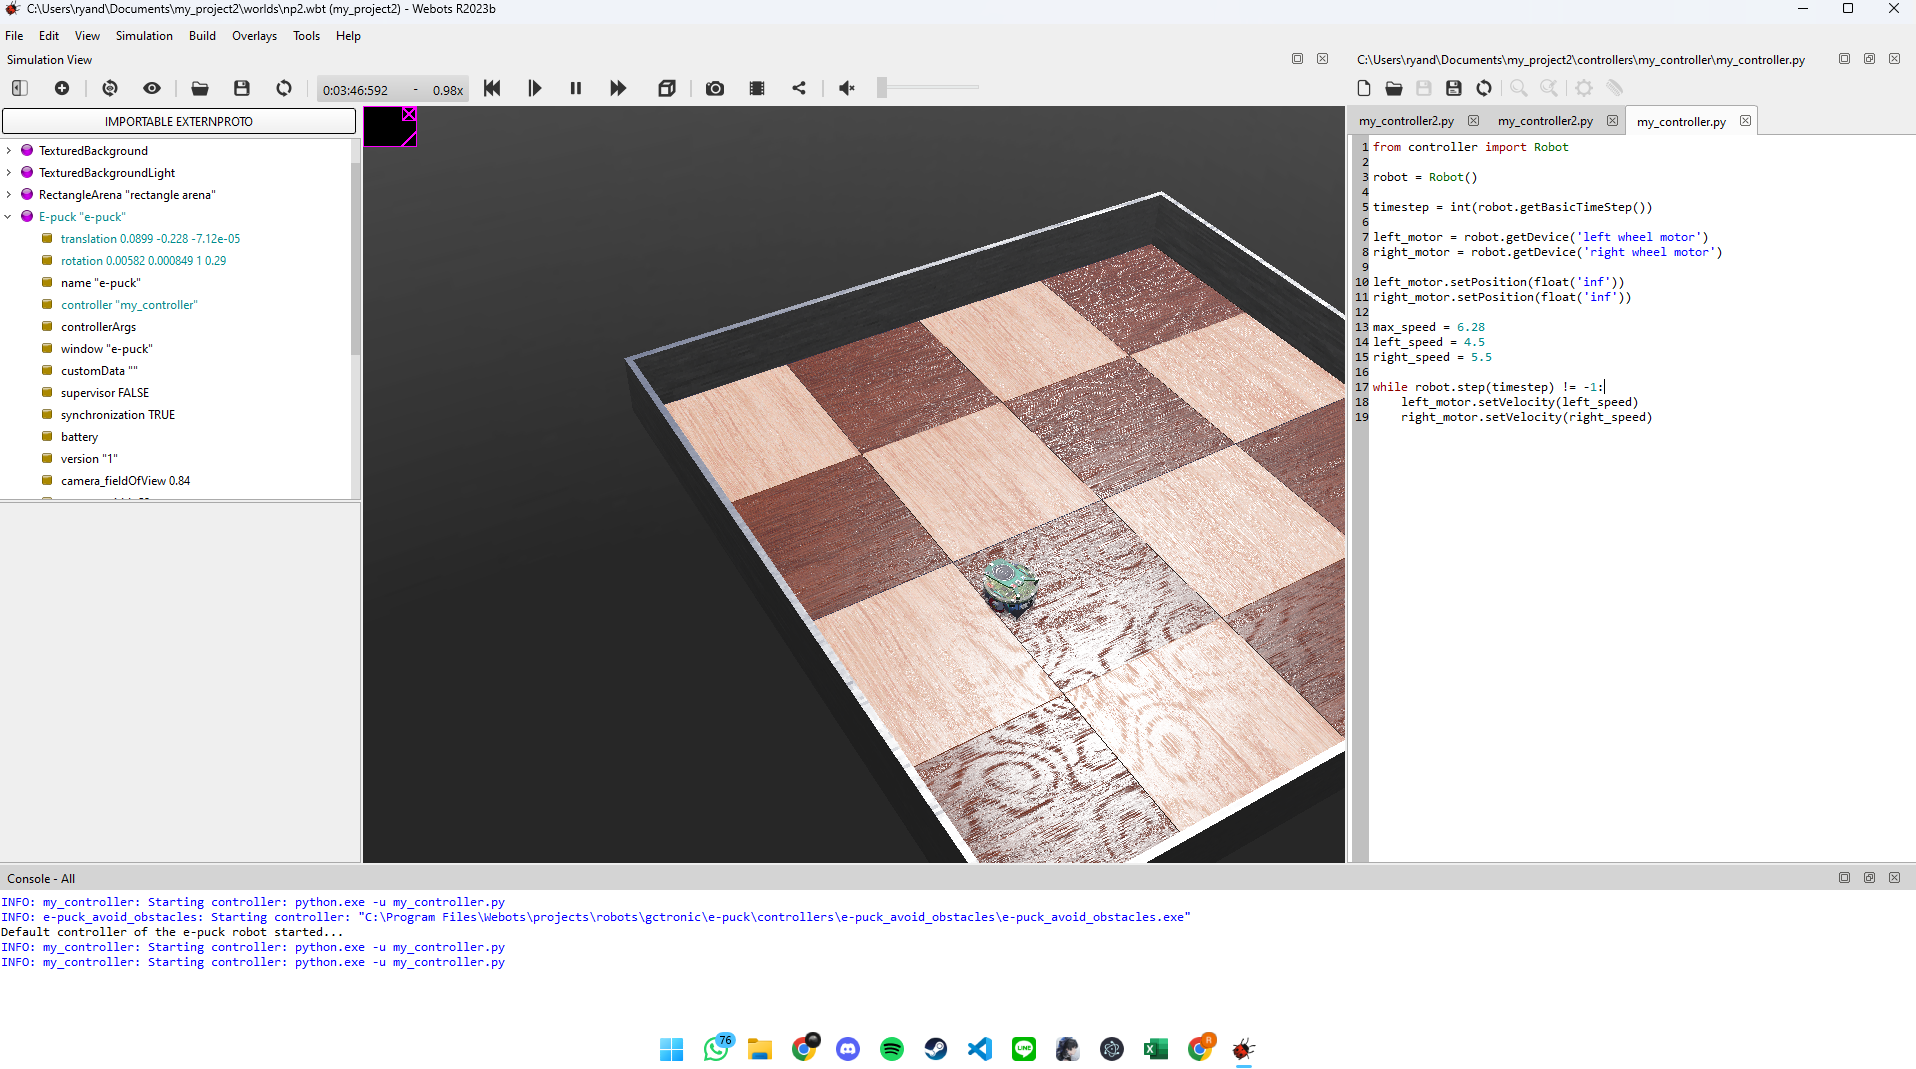 C:\Users\ryand\Documents\my_project2\worlds\np2.wbt (my_project2) - Webots R2023b
File Edit View Simulation Build Overlays Tools Help
Simulation View
0:03:46:592 - 0.98x
IMPORTABLE EXTERNPROTO
TexturedBackground
TexturedBackgroundLight
RectangleArena "rectangle arena"
E-puck "e-puck"
translation 0.0899 -0.228 -7.12e-05
rotation 0.00582 0.000849 1 0.29
name "e-puck"
controller "my_controller"
controllerArgs
window "e-puck"
customData ""
supervisor FALSE
synchronization TRUE
battery
version "1"
camera_fieldOfView 0.84
C:\Users\ryand\Documents\my_project2\controllers\my_controller\my_controller.py
my_controller2.py my_controller2.py my_controller.py
1 from controller import Robot
2
3 robot = Robot()
4
5 timestep = int(robot.getBasicTimeStep())
6
7 left_motor = robot.getDevice('left wheel motor')
8 right_motor = robot.getDevice('right wheel motor')
9
10 left_motor.setPosition(float('inf'))
11 right_motor.setPosition(float('inf'))
12
13 max_speed = 6.28
14 left_speed = 4.5
15 right_speed = 5.5
16
17 while robot.step(timestep) != -1:
18     left_motor.setVelocity(left_speed)
19     right_motor.setVelocity(right_speed)
Console - All
INFO: my_controller: Starting controller: python.exe -u my_controller.py
INFO: e-puck_avoid_obstacles: Starting controller: "C:\Program Files\Webots\projects\robots\gctronic\e-puck\controllers\e-puck_avoid_obstacles\e-puck_avoid_obstacles.exe"
Default controller of the e-puck robot started...
INFO: my_controller: Starting controller: python.exe -u my_controller.py
INFO: my_controller: Starting controller: python.exe -u my_controller.py
76
LINE
R